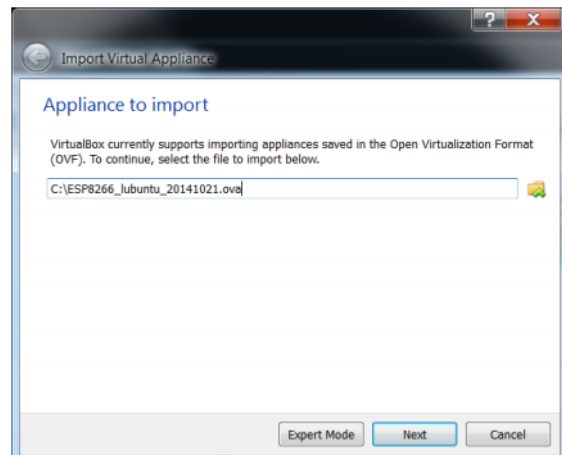 ?
X
Import Virtual Appliance
Appliance to import
VirtualBox currently supports importing appliances saved in the Open Virtualization Format
(OVF). To continue, select the file to import below.
C:\ESP8266_lubuntu_20141021.ova
Expert Mode Next Cancel